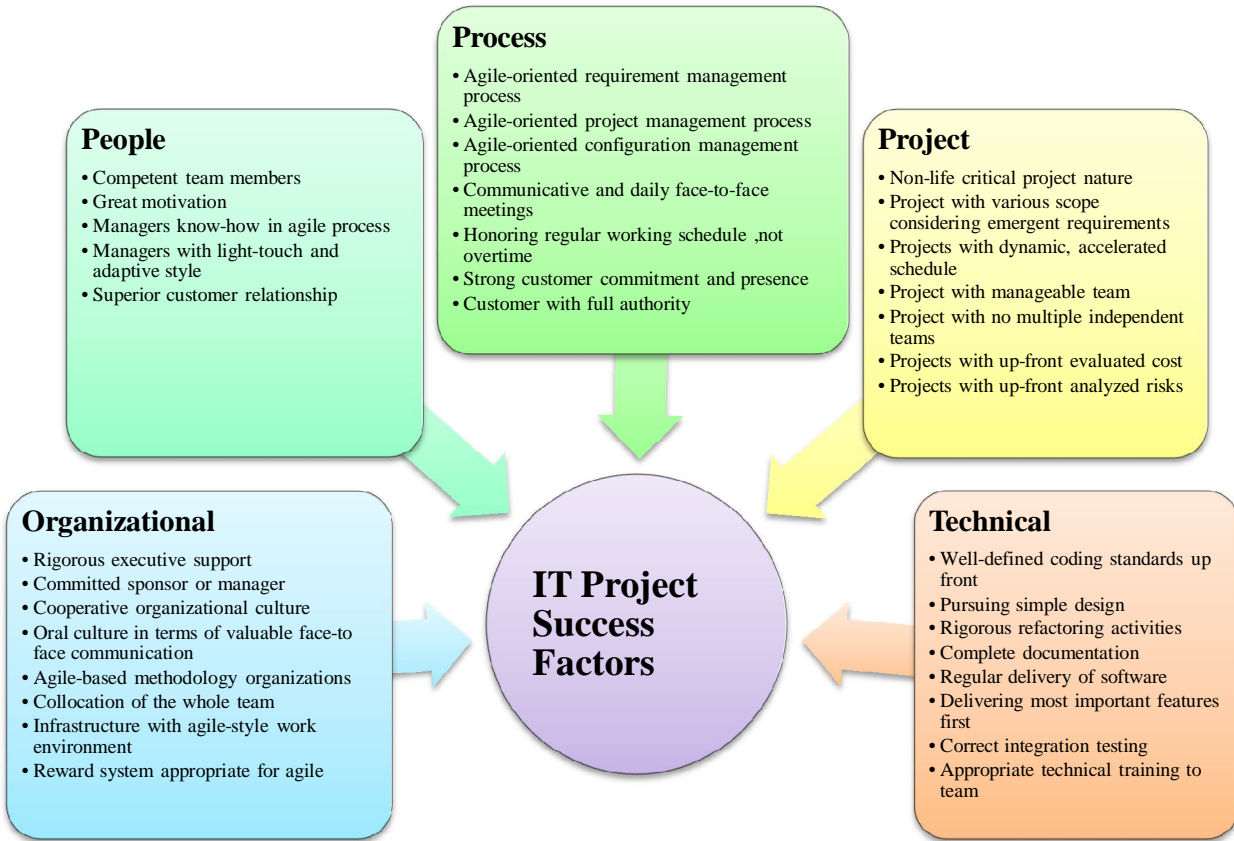 Process
• Agile-oriented requirement management
process
• Agile-oriented project management process
• Agile-oriented configuration management
process
• Communicative and daily face-to-face
meetings
• Honoring regular working schedule ,not
overtime
• Strong customer commitment and presence
• Customer with full authority
People
• Competent team members
• Great motivation
• Managers know-how in agile process
• Managers with light-touch and
adaptive style
• Superior customer relationship
Project
• Non-life critical project nature
• Project with various scope
considering emergent requirements
• Projects with dynamic, accelerated
schedule
• Project with manageable team
• Project with no multiple independent
teams
• Projects with up-front evaluated cost
• Projects with up-front analyzed risks
Organizational
• Rigorous executive support
• Committed sponsor or manager
• Cooperative organizational culture
• Oral culture in terms of valuable face-to
face communication
• Agile-based methodology organizations
• Collocation of the whole team
• Infrastructure with agile-style work
environment
• Reward system appropriate for agile
IT Project
Success
Factors
Technical
• Well-defined coding standards up
front
• Pursuing simple design
• Rigorous refactoring activities
• Complete documentation
• Regular delivery of software
• Delivering most important features
first
• Correct integration testing
• Appropriate technical training to
team